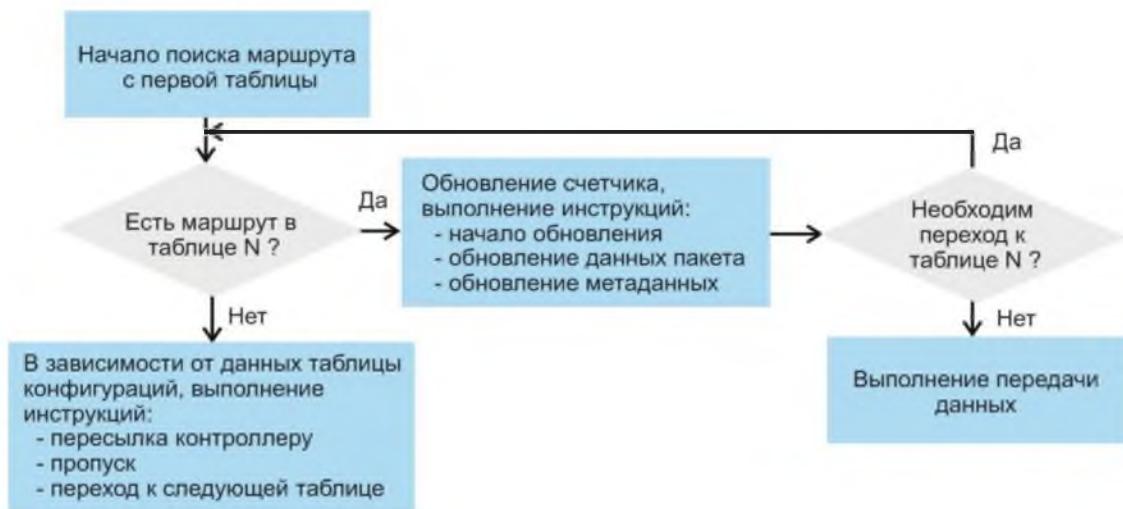 Начало поиска маршрута
с первой таблицы
Есть маршрут в
таблице N ?
Да
Обновление счетчика,
выполнение инструкций:
- начало обновления
- обновление данных пакета
- обновление метаданных
Необходим
переход к
таблице N ?
Да
Нет
В зависимости от данных таблицы
конфигураций, выполнение
инструкций:
- пересылка контроллеру
- пропуск
- переход к следующей таблице
Нет
Выполнение передачи
данных